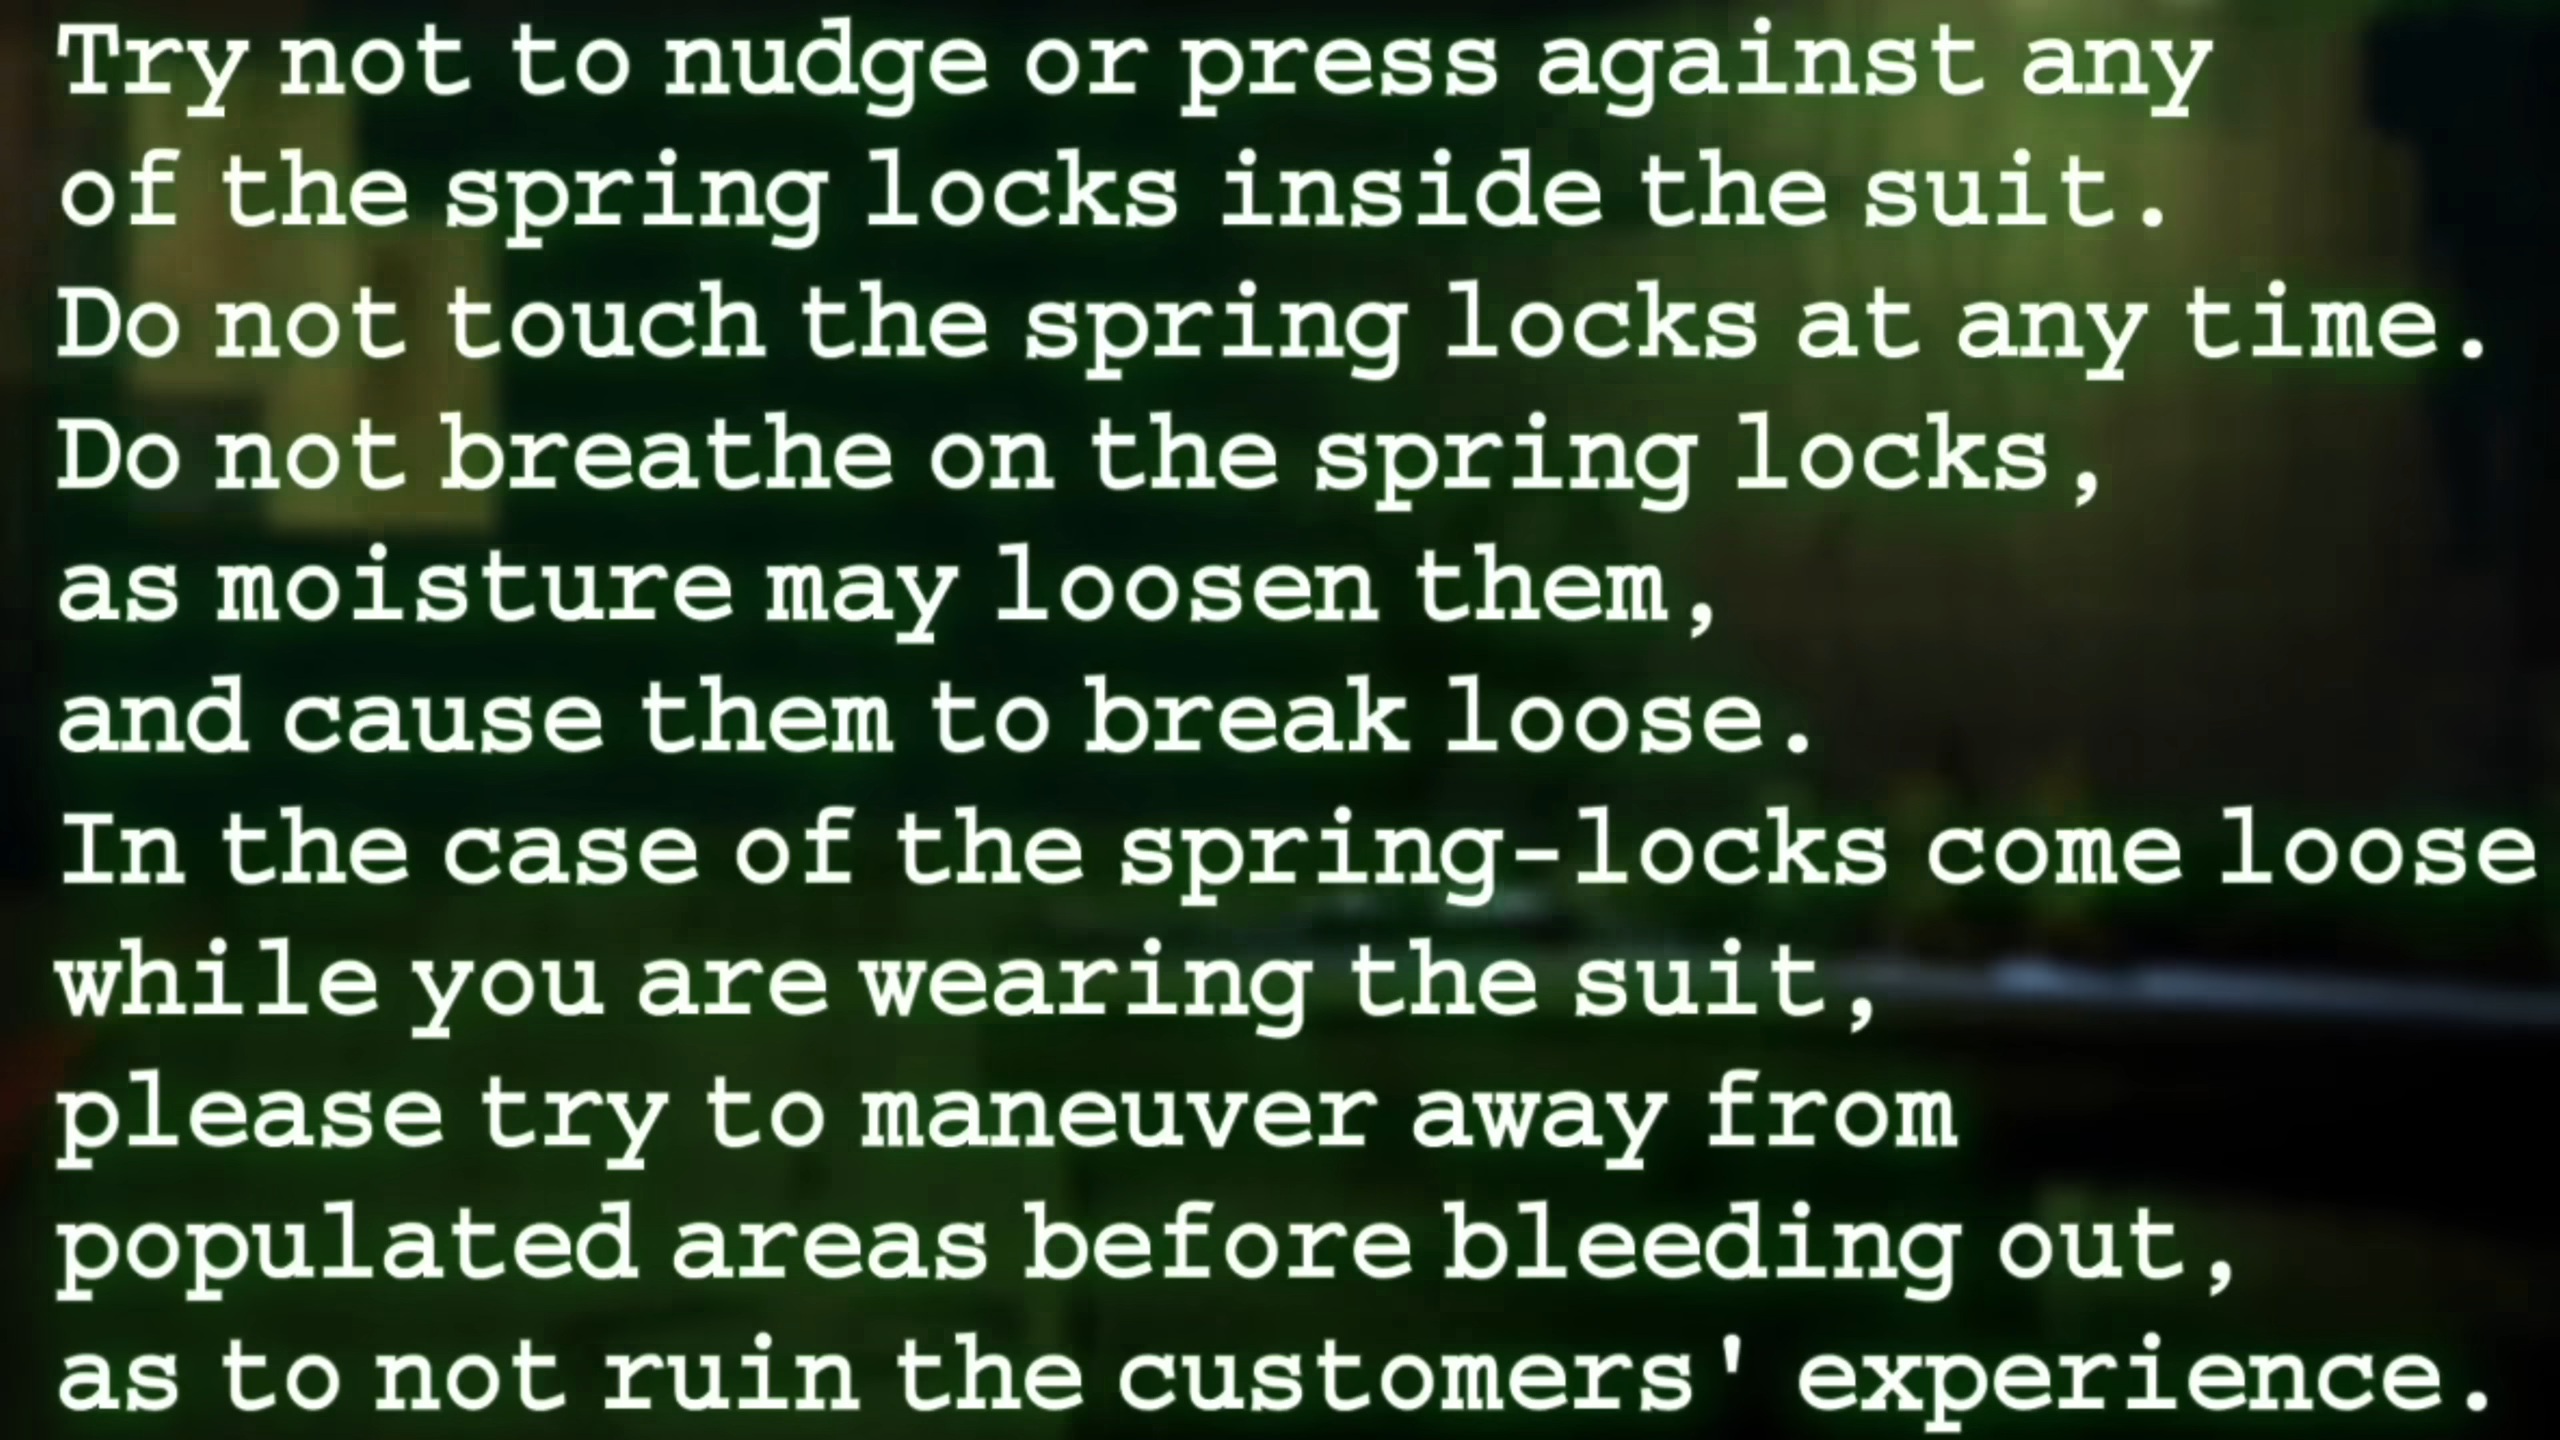 Try not to nudge or press against any
of the spring locks inside the suit.
Do not touch the spring locks at any time.
Do not breathe on the spring locks,
as moisture may loosen them,
and cause them to break loose.
In the case of the spring-locks come loose
while you are wearing the suit,
please try to maneuver away from
populated areas before bleeding out,
as to not ruin the customers' experience.